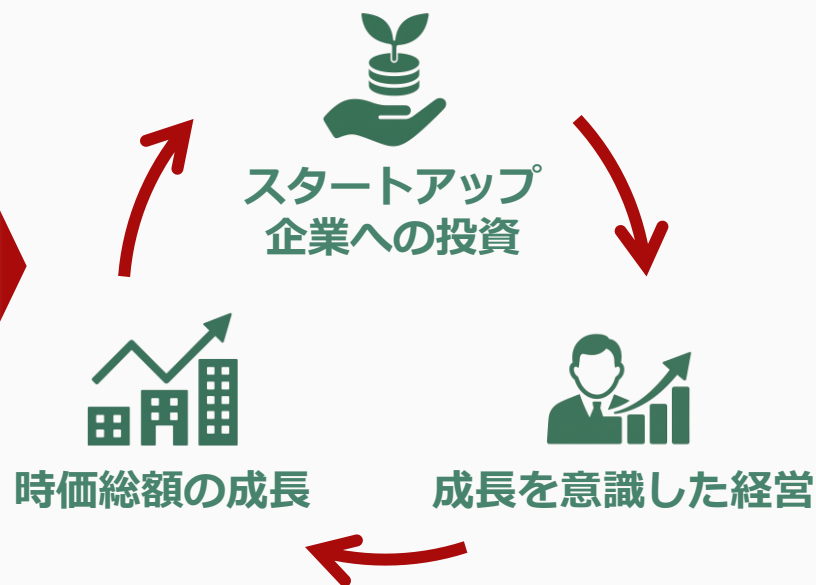 スタートアップ
企業への投資
時価総額の成長
成長を意識した経営